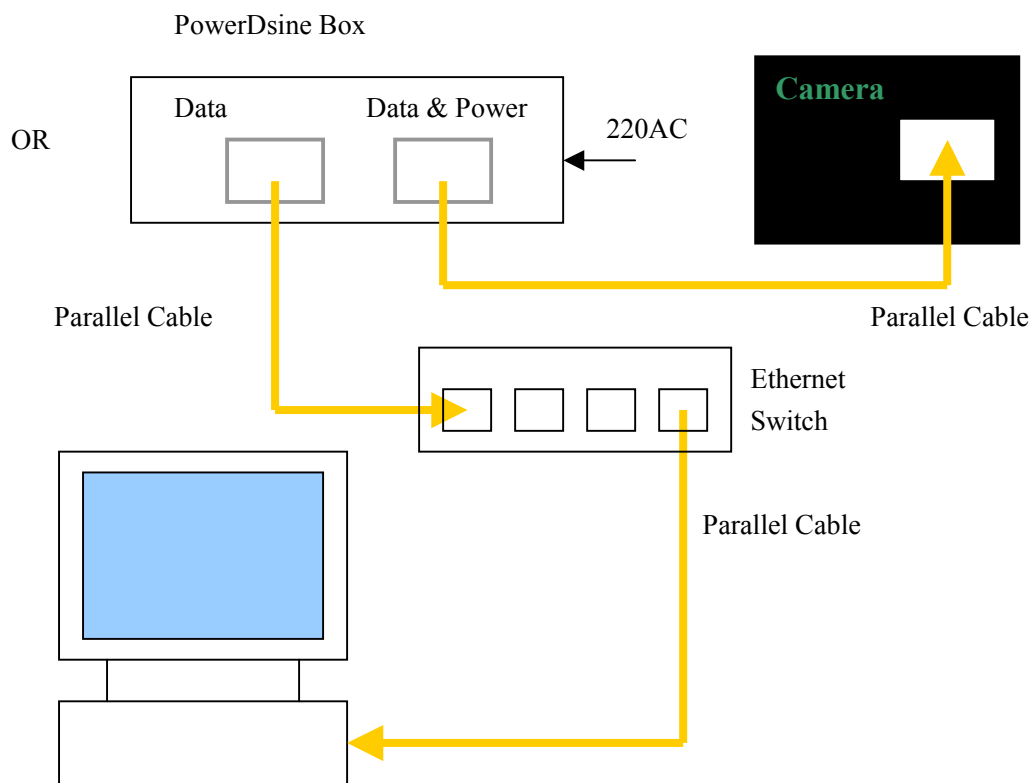 PowerDsine Box
Camera
Data
Data & Power
220AC
OR
Parallel Cable
Parallel Cable
Ethernet
Switch
Parallel Cable